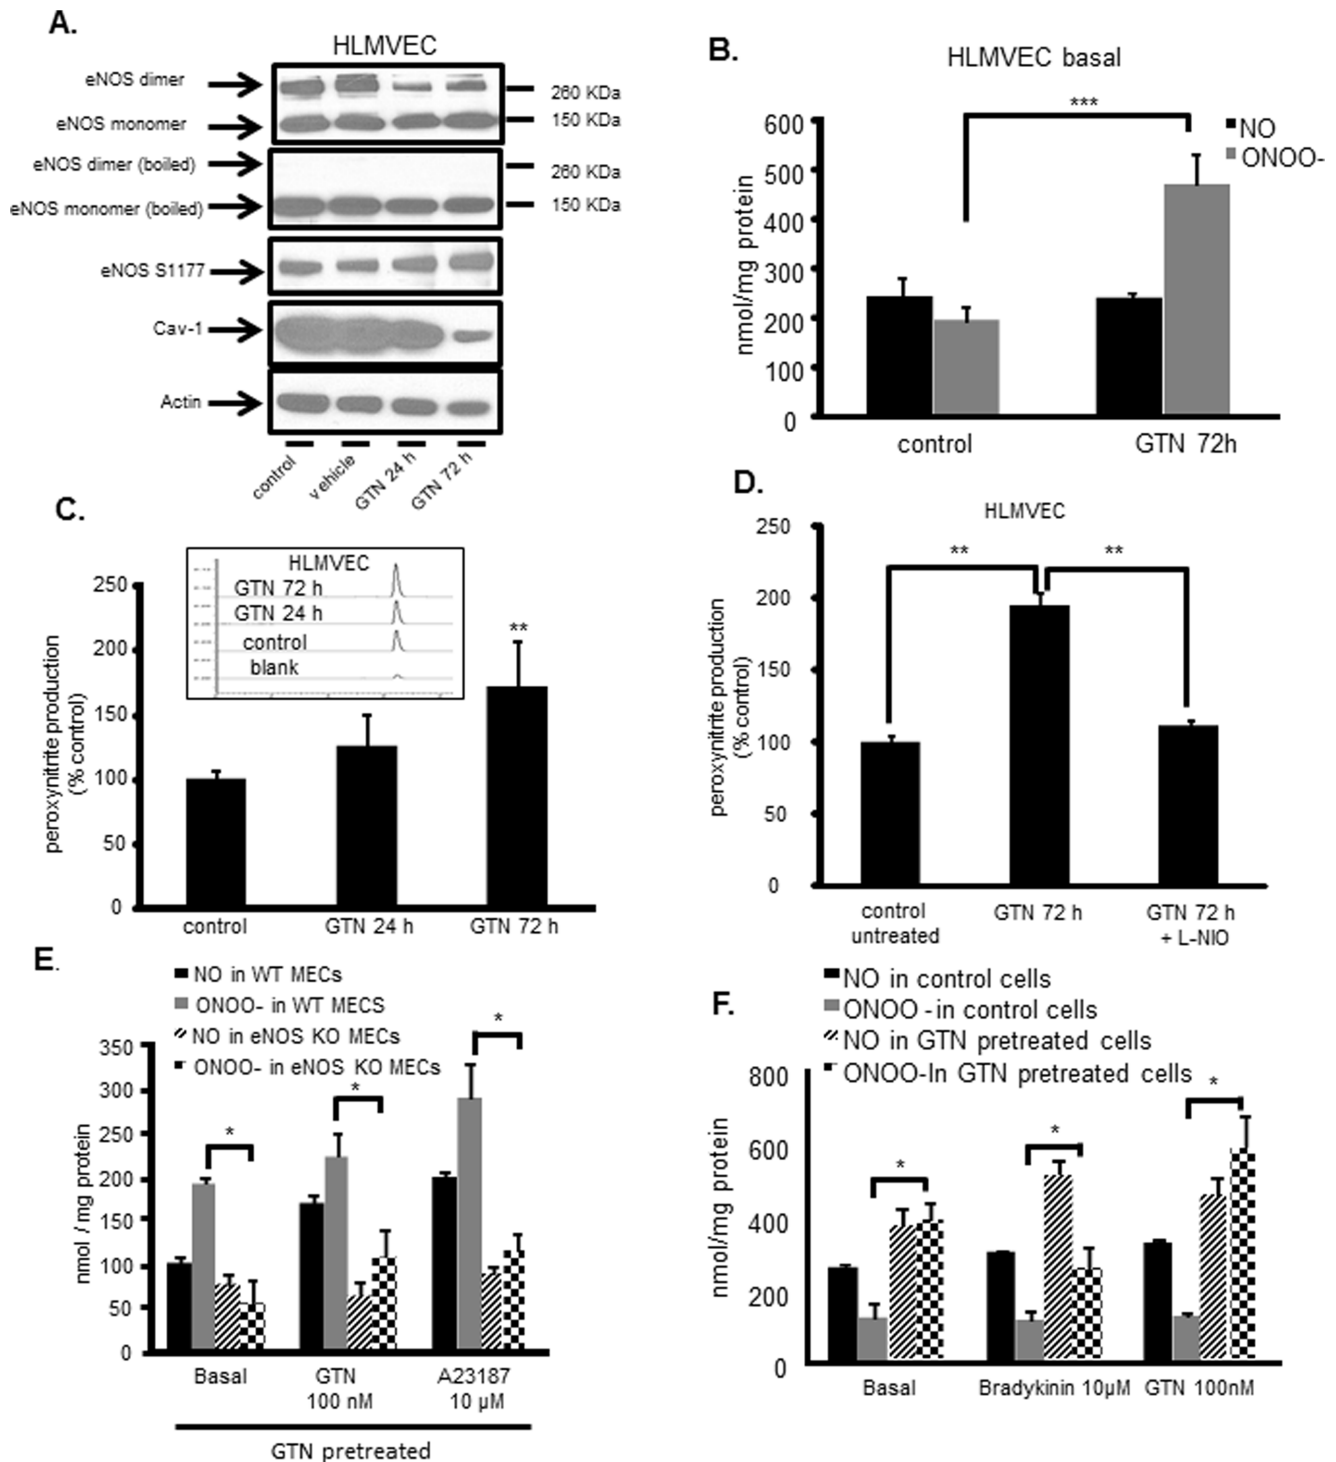 A.
HLMVEC
eNOS dimer
260 KDa
eNOS monomer
150 KDa
eNOS dimer (boiled)
260 KDa
eNOS monomer (boiled)
150 KDa
eNOS S1177
Cav-1
Actin
control
vehicle
GTN 24 h
GTN 72 h
B.
HLMVEC basal
***
NO
ONOO-
nmol/mg protein
600
500
400
300
200
100
0
control
GTN 72h
C.
HLMVEC
GTN 72 h
GTN 24 h
control
blank
**
peroxynitrite production
(% control)
250
200
150
100
50
0
control
GTN 24 h
GTN 72 h
D.
HLMVEC
**
**
peroxynitrite production
(% control)
250
200
150
100
50
0
control
untreated
GTN 72 h
GTN 72 h
+ L-NIO
E.
NO in WT MECs
ONOO- in WT MECS
NO in eNOS KO MECs
ONOO- in eNOS KO MECs
*
*
*
nmol / mg protein
350
300
250
200
150
100
50
0
Basal
GTN
100 nM
A23187
10 µM
GTN pretreated
F.
NO in control cells
ONOO -in control cells
NO in GTN pretreated cells
ONOO-In GTN pretreated cells
*
*
*
nmol/mg protein
800
600
400
200
0
Basal
Bradykinin 10µM
GTN 100nM